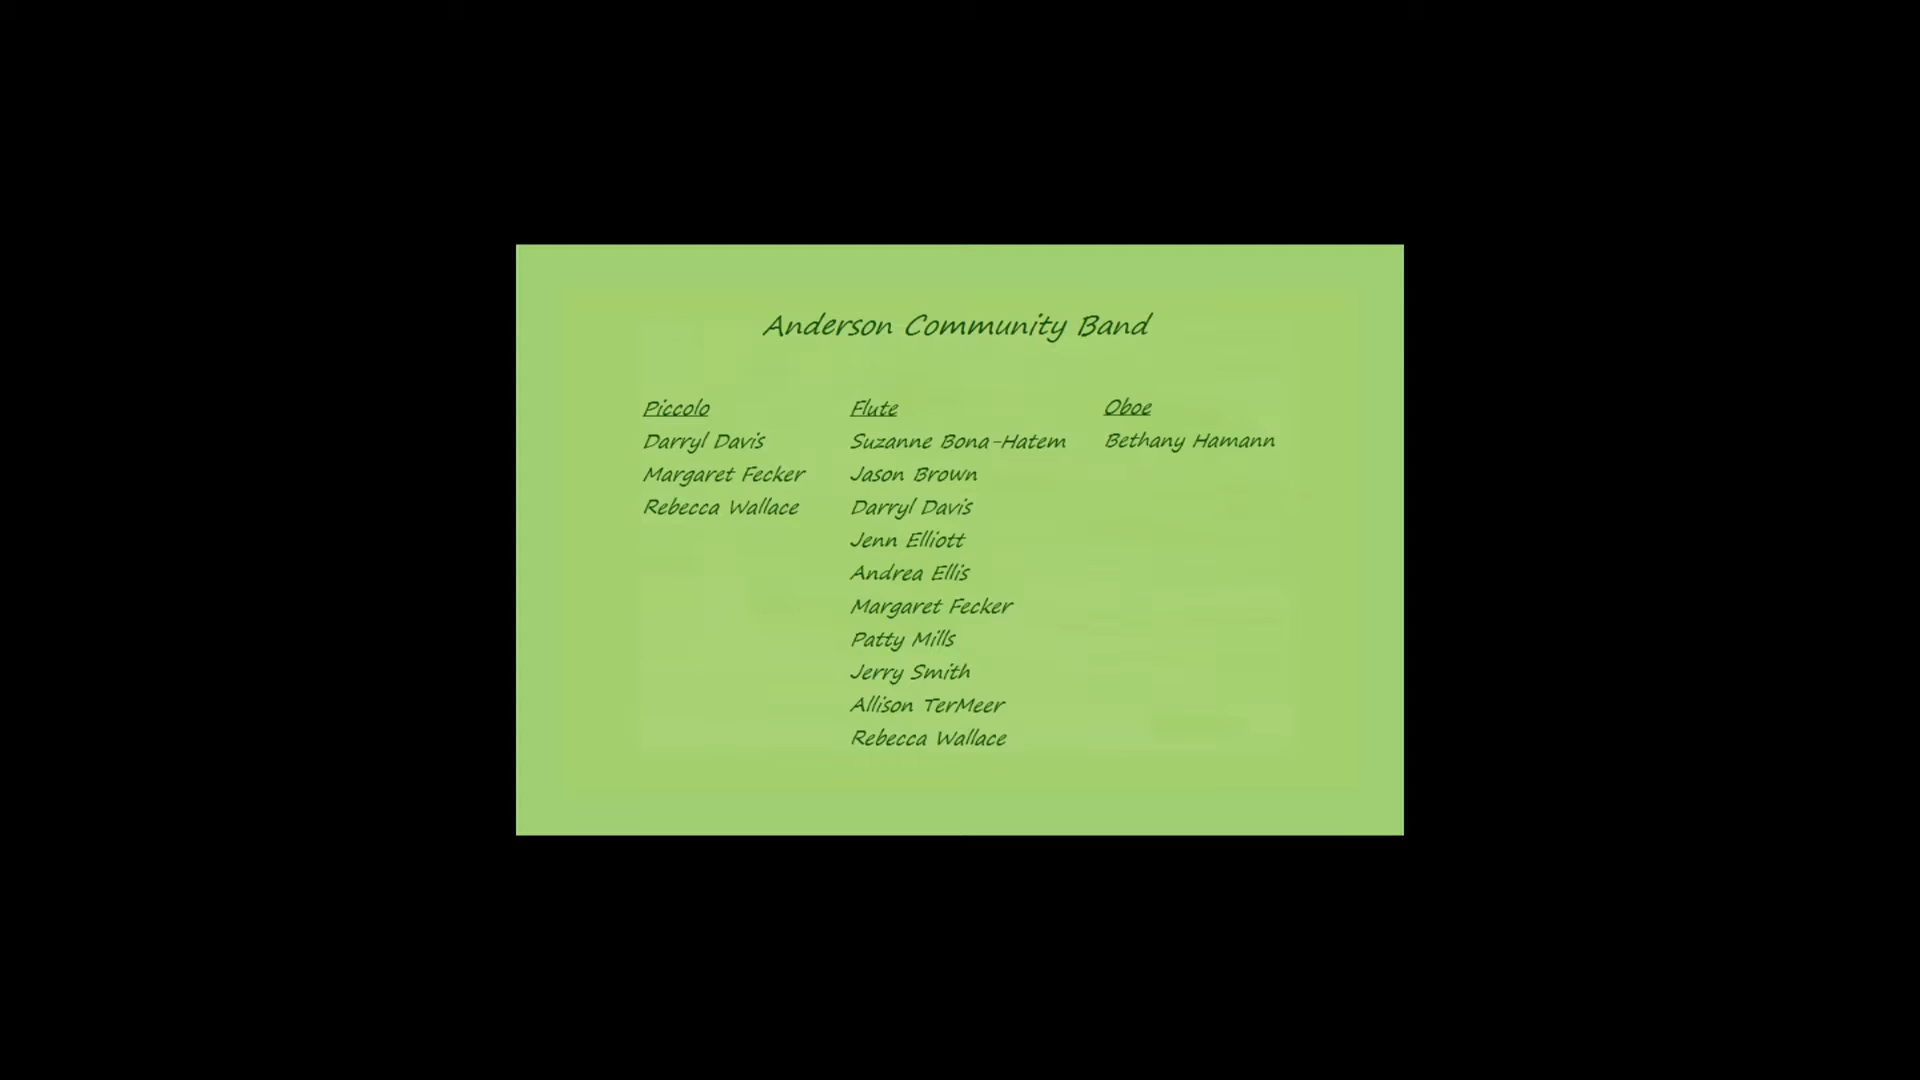 Anderson Community Band
Piccolo
Darryl Davis
Margaret Fecker
Rebecca Wallace
Flute
Suzanne Bona-Hatem
Jason Brown
Darryl Davis
Jenn Elliott
Andrea Ellis
Margaret Fecker
Patty Mills
Jerry Smith
Allison TerMeer
Rebecca Wallace
Oboe
Bethany Hamann